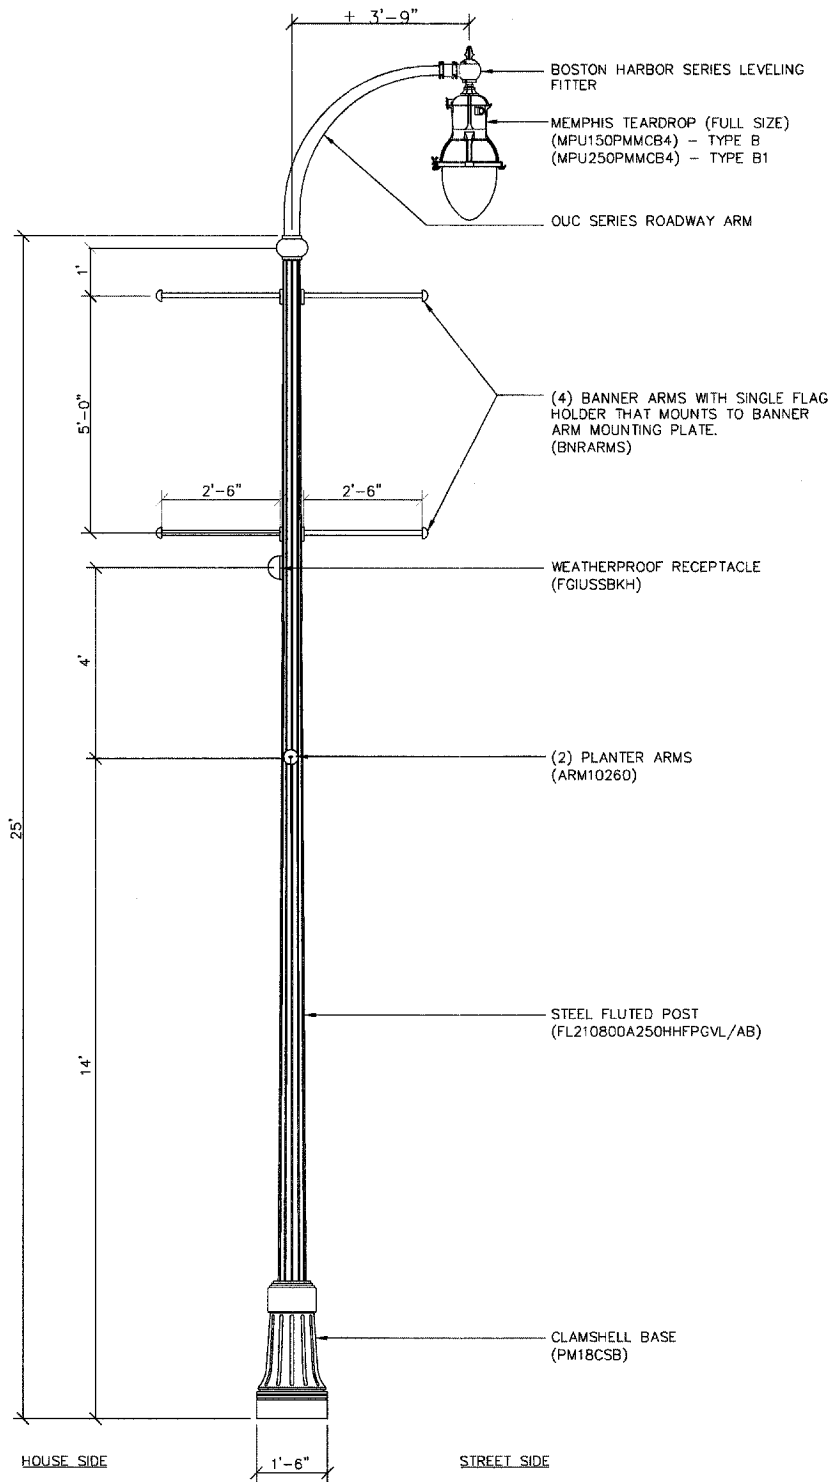 + 3'-9"
BOSTON HARBOR SERIES LEVELING
FITTER
MEMPHIS TEARDROP (FULL SIZE)
(MPU150PMMCB4) - TYPE B
(MPU250PMMCB4) - TYPE B1
OUC SERIES ROADWAY ARM
1'
5'-0"
(4) BANNER ARMS WITH SINGLE FLAG
HOLDER THAT MOUNTS TO BANNER
ARM MOUNTING PLATE.
(BNRARMS)
2'-6" 2'-6"
WEATHERPROOF RECEPTACLE
(FGIUSSBKH)
4'
(2) PLANTER ARMS
(ARM10260)
25'
STEEL FLUTED POST
(FL210800A250HHFPGVL/AB)
14'
CLAMSHELL BASE
(PM18CSB)
HOUSE SIDE 1'-6" STREET SIDE